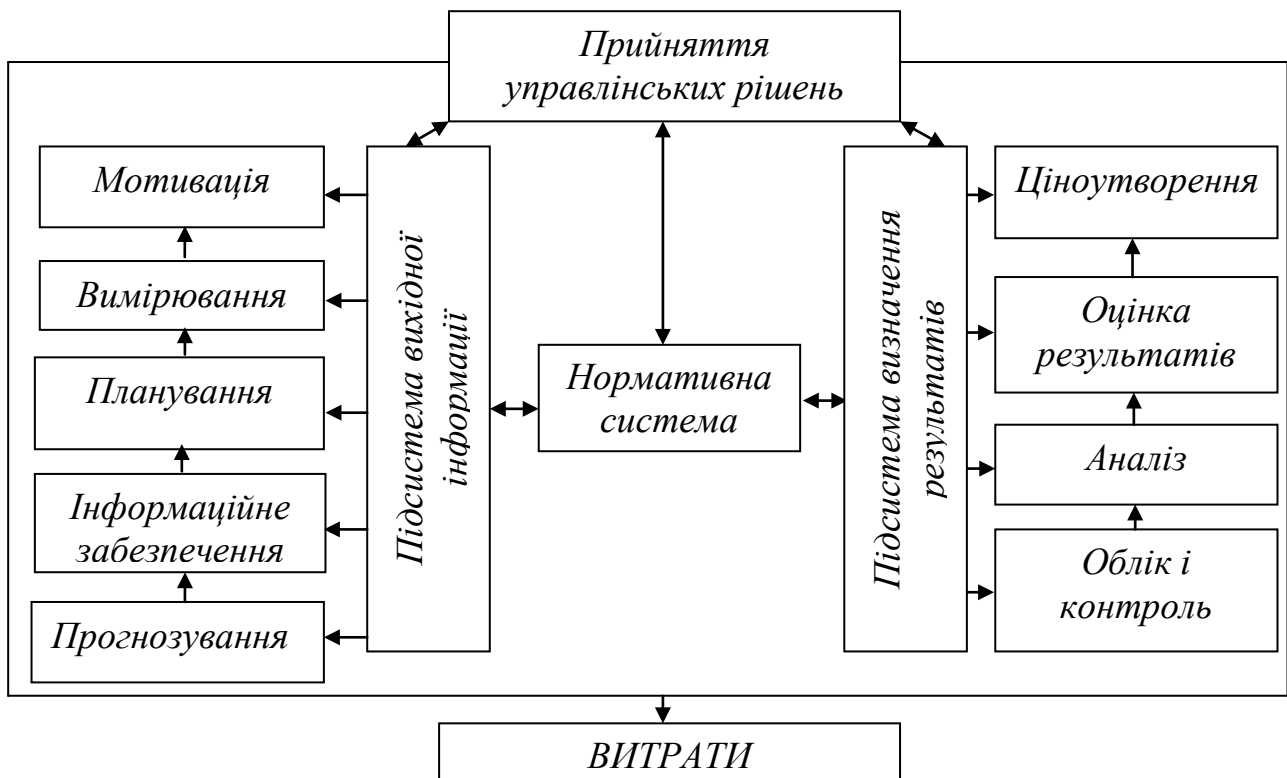 Прийняття
управлінських рішень
Мотивація
Вимірювання
Планування
Інформаційне
забезпечення
Прогнозування
Підсистема вихідної
інформації
Нормативна
система
Підсистема визначення
результатів
Ціноутворення
Оцінка
результатів
Аналіз
Облік і
контроль
ВИТРАТИ